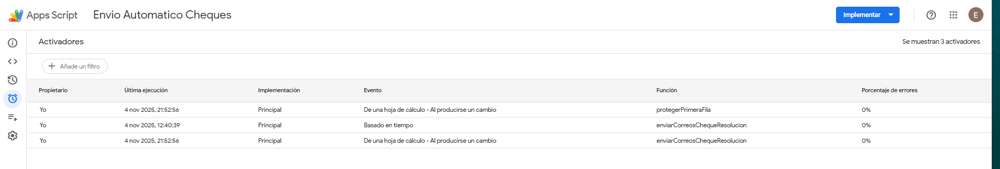 Apps Script Envio Automatico Cheques Implementar E
Activadores Se muestran 3 activadores
Añade un filtro
Propietario Última ejecución Implementación Evento Función Porcentaje de errores
Yo 4 nov 2025, 21:52:56 Principal De una hoja de cálculo - Al producirse un cambio protegerPrimeraFila 0%
Yo 4 nov 2025, 12:40:39 Principal Basado en tiempo enviarCorreosChequeResolucion 0%
Yo 4 nov 2025, 21:52:56 Principal De una hoja de cálculo - Al producirse un cambio enviarCorreosChequeResolucion 0%